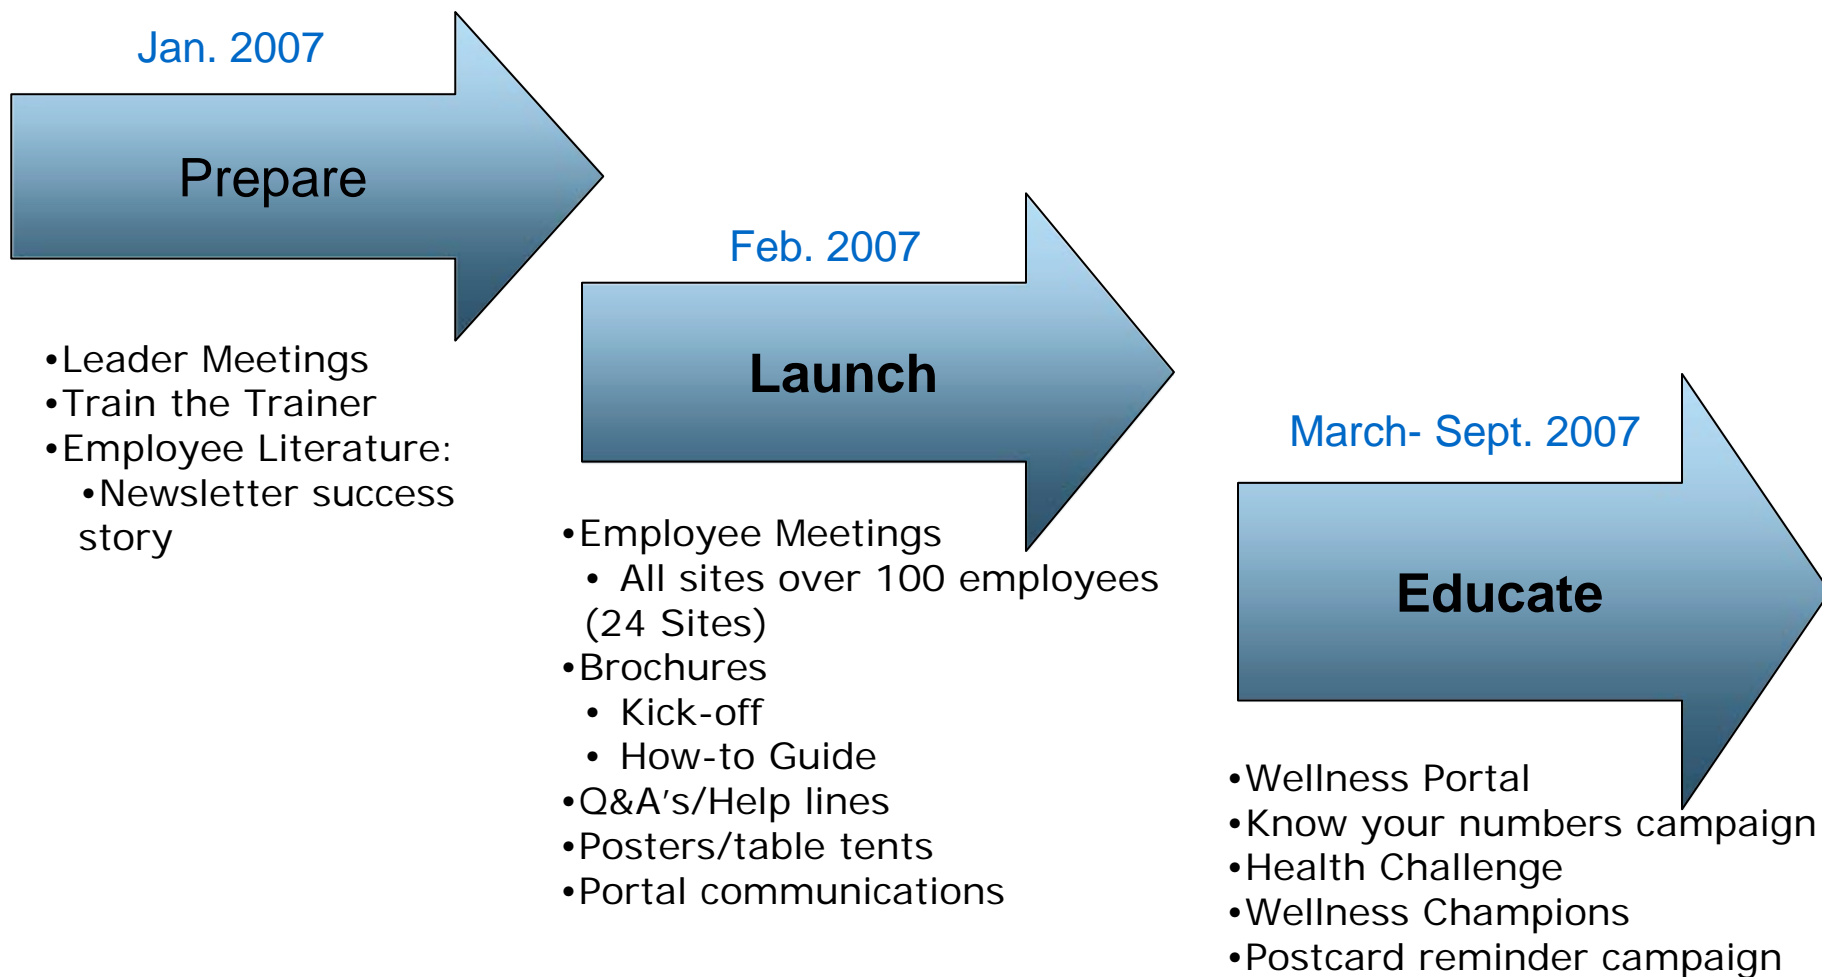 Jan. 2007
Prepare
•Leader Meetings
•Train the Trainer
•Employee Literature:
•Newsletter success
story
Feb. 2007
Launch
•Employee Meetings
• All sites over 100 employees
(24 Sites)
•Brochures
• Kick-off
• How-to Guide
•Q&A's/Help lines
•Posters/table tents
•Portal communications
March- Sept. 2007
Educate
•Wellness Portal
•Know your numbers campaign
•Health Challenge
•Wellness Champions
•Postcard reminder campaign